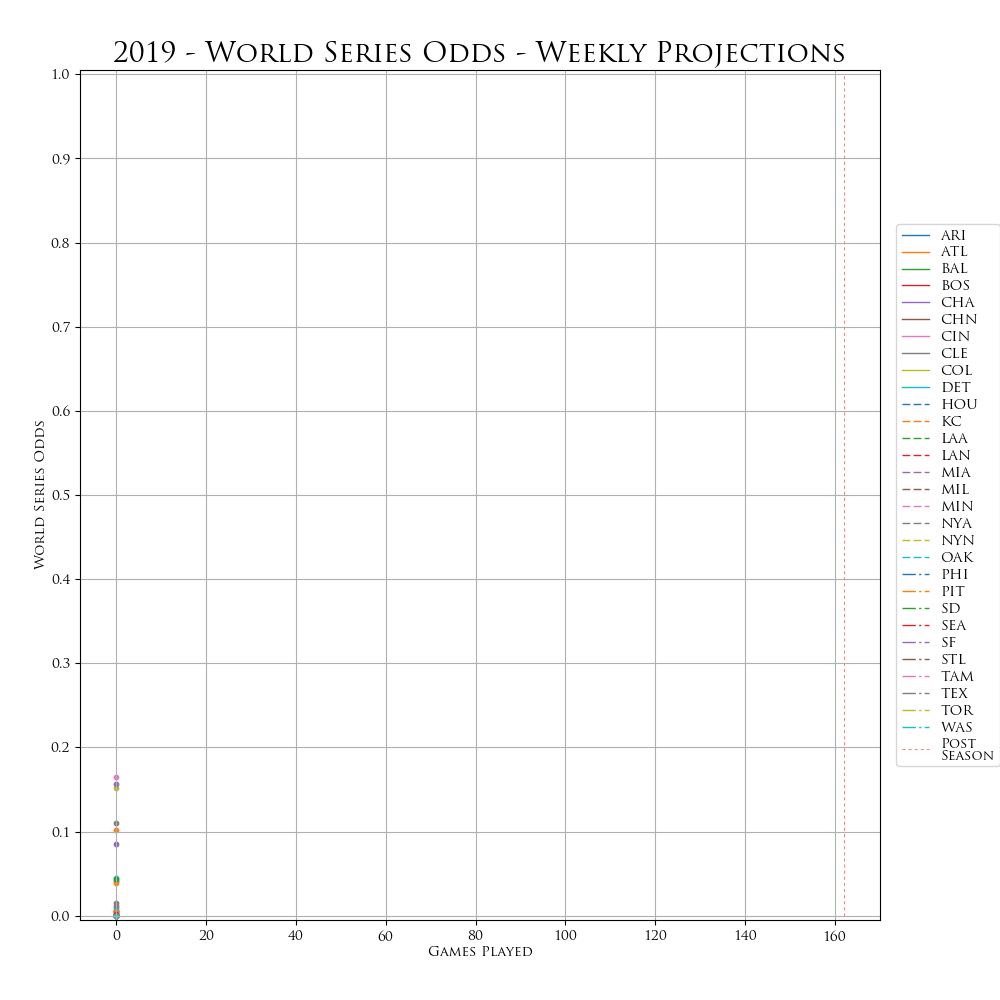 2019 - World Series Odds - Weekly Projections
1.0
0.9
0.8
0.7
0.6
0.5
0.4
0.3
0.2
0.1
0.0
World Series Odds
0 20 40 60 80 100 120 140 160
Games Played
ARI
ATL
BAL
BOS
CHA
CHN
CIN
CLE
COL
DET
HOU
KC
LAA
LAN
MIA
MIL
MIN
NYA
NYN
OAK
PHI
PIT
SD
SEA
SF
STL
TAM
TEX
TOR
WAS
Post
Season